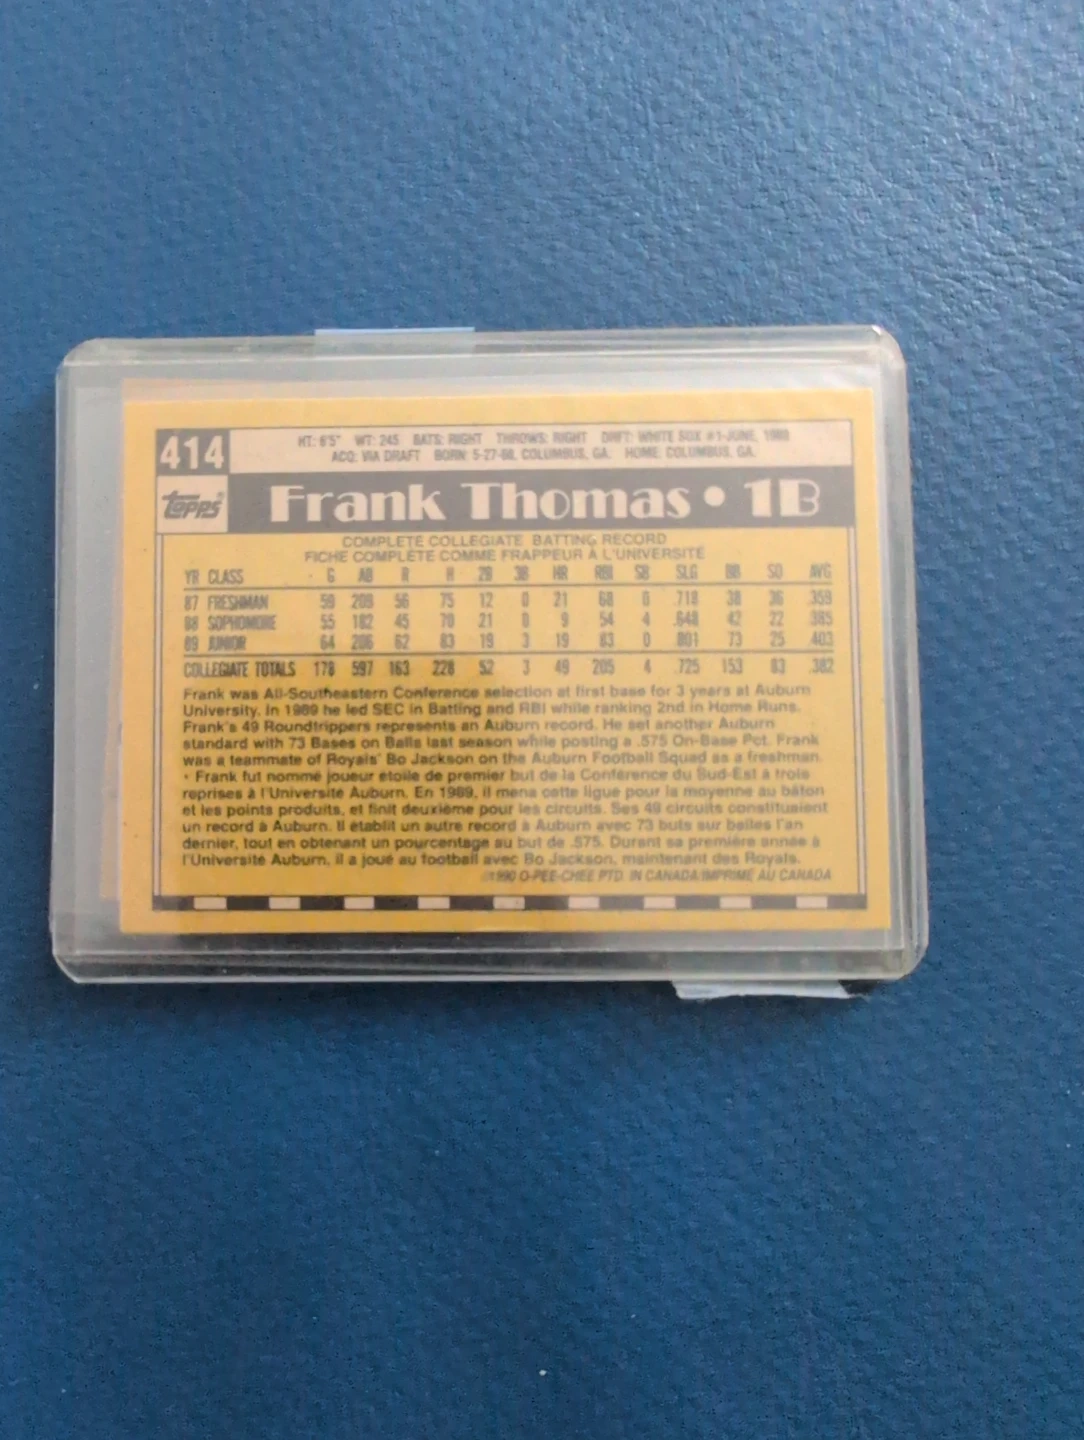 414
HT: 6'5" WT: 245 BATS: RIGHT THROWS: RIGHT DRFT: WHITE SOX #1-JUNE, 1989
ACQ: VIA DRAFT BORN: 5-27-68, COLUMBUS, GA. HOME: COLUMBUS, GA.
topps®
Frank Thomas • 1B
COMPLETE COLLEGIATE BATTING RECORD
FICHE COMPLÈTE COMME FRAPPEUR À L'UNIVERSITÉ
YR CLASS G AB R H 2B 3B HR RBI SB SLG BB SO AVG
87 FRESHMAN 59 209 56 75 12 0 21 68 0 .718 38 36 .359
88 SOPHOMORE 55 182 45 70 21 0 9 54 4 .648 42 22 .385
89 JUNIOR 64 206 62 83 19 3 19 83 0 .801 73 25 .403
COLLEGIATE TOTALS 178 597 163 228 52 3 49 205 4 .725 153 83 .382
Frank was All-Southeastern Conference selection at first base for 3 years at Auburn
University. In 1989 he led SEC in Batting and RBI while ranking 2nd in Home Runs.
Frank's 49 Roundtrippers represents an Auburn record. He set another Auburn
standard with 73 Bases on Balls last season while posting a .575 On-Base Pct. Frank
was a teammate of Royals' Bo Jackson on the Auburn Football Squad as a freshman.
• Frank fut nommé joueur étoile de premier but de la Conférence du Sud-Est à trois
reprises à l'Université Auburn. En 1989, il mena cette ligue pour la moyenne au bâton
et les points produits, et finit deuxième pour les circuits. Ses 49 circuits constituaient
un record à Auburn. Il établit un autre record à Auburn avec 73 buts sur balles l'an
dernier, tout en obtenant un pourcentage au but de .575. Durant sa première année à
l'Université Auburn, il a joué au football avec Bo Jackson, maintenant des Royals.
©1990 O-PEE-CHEE PTD. IN CANADA/IMPRIMÉ AU CANADA